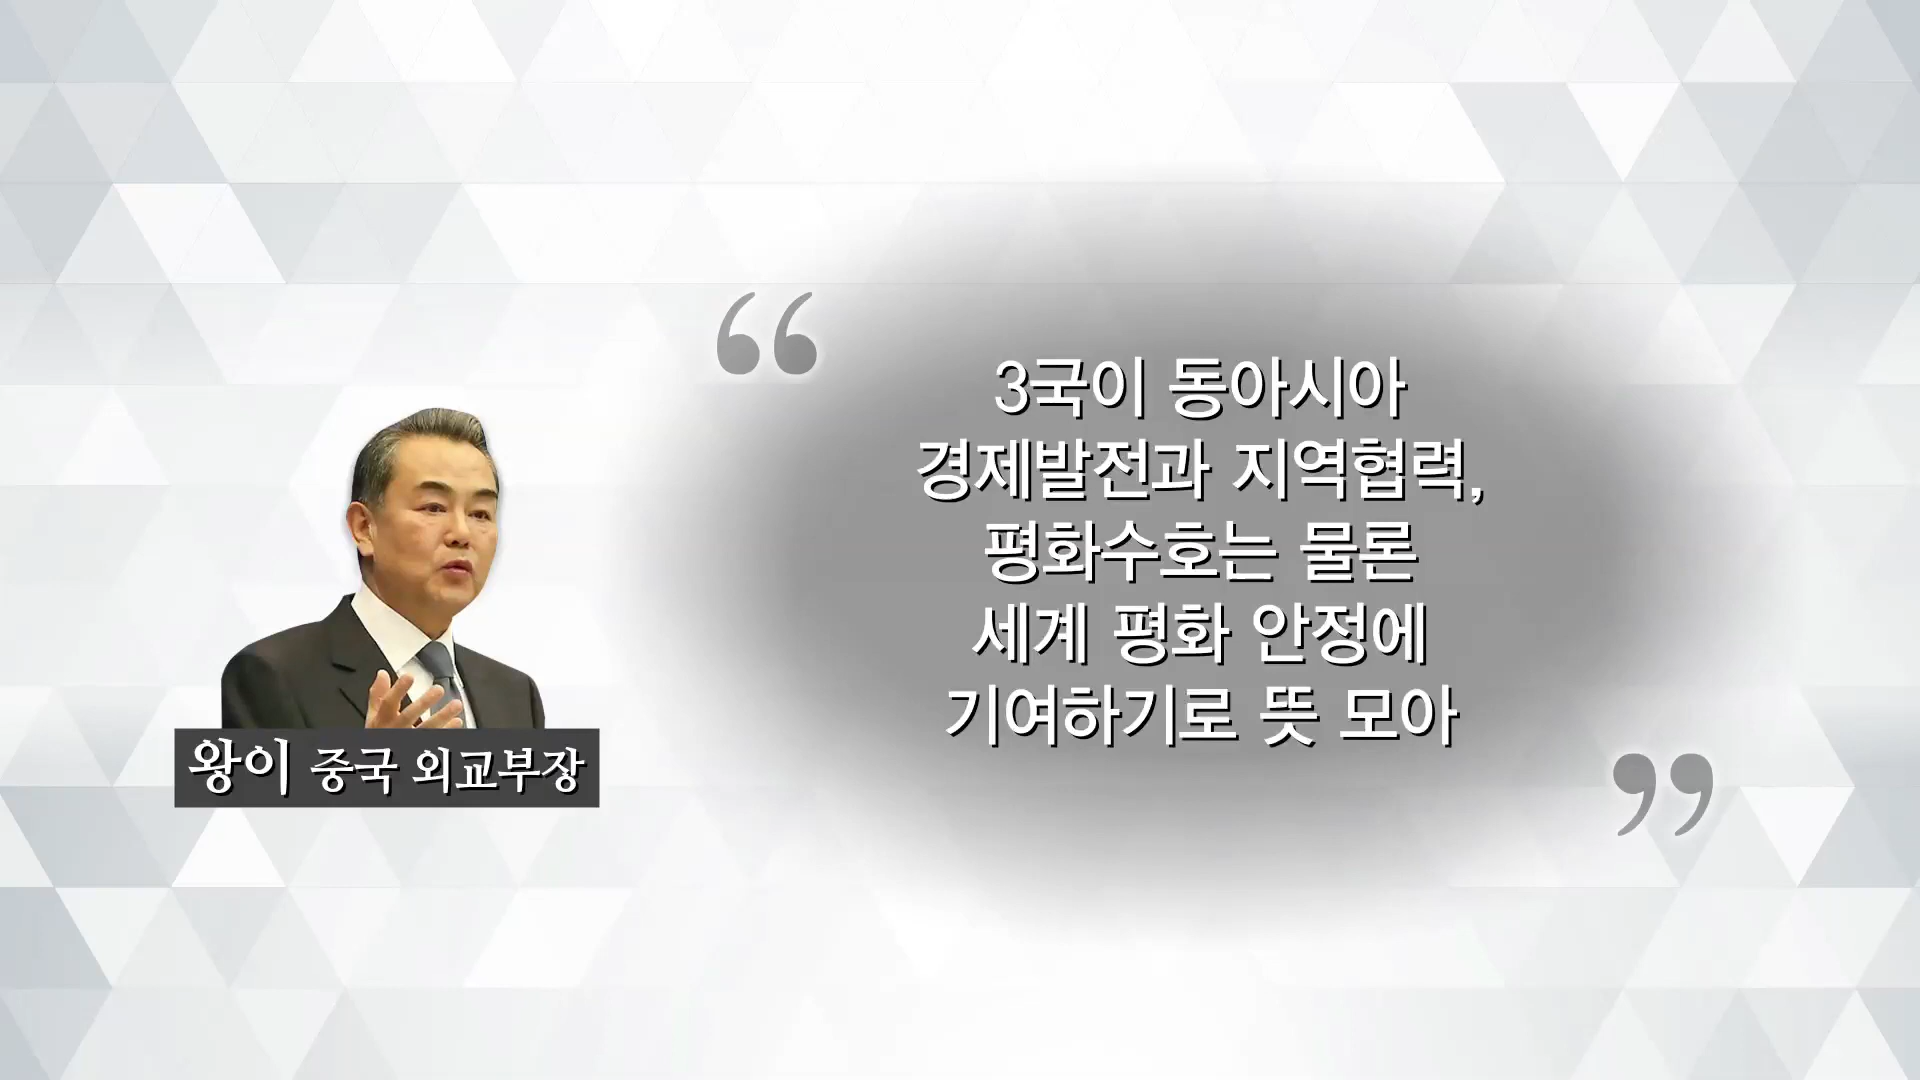 3국이 동아시아
경제발전과 지역협력,
평화수호는 물론
세계 평화 안정에
기여하기로 뜻 모아
왕이 중국 외교부장